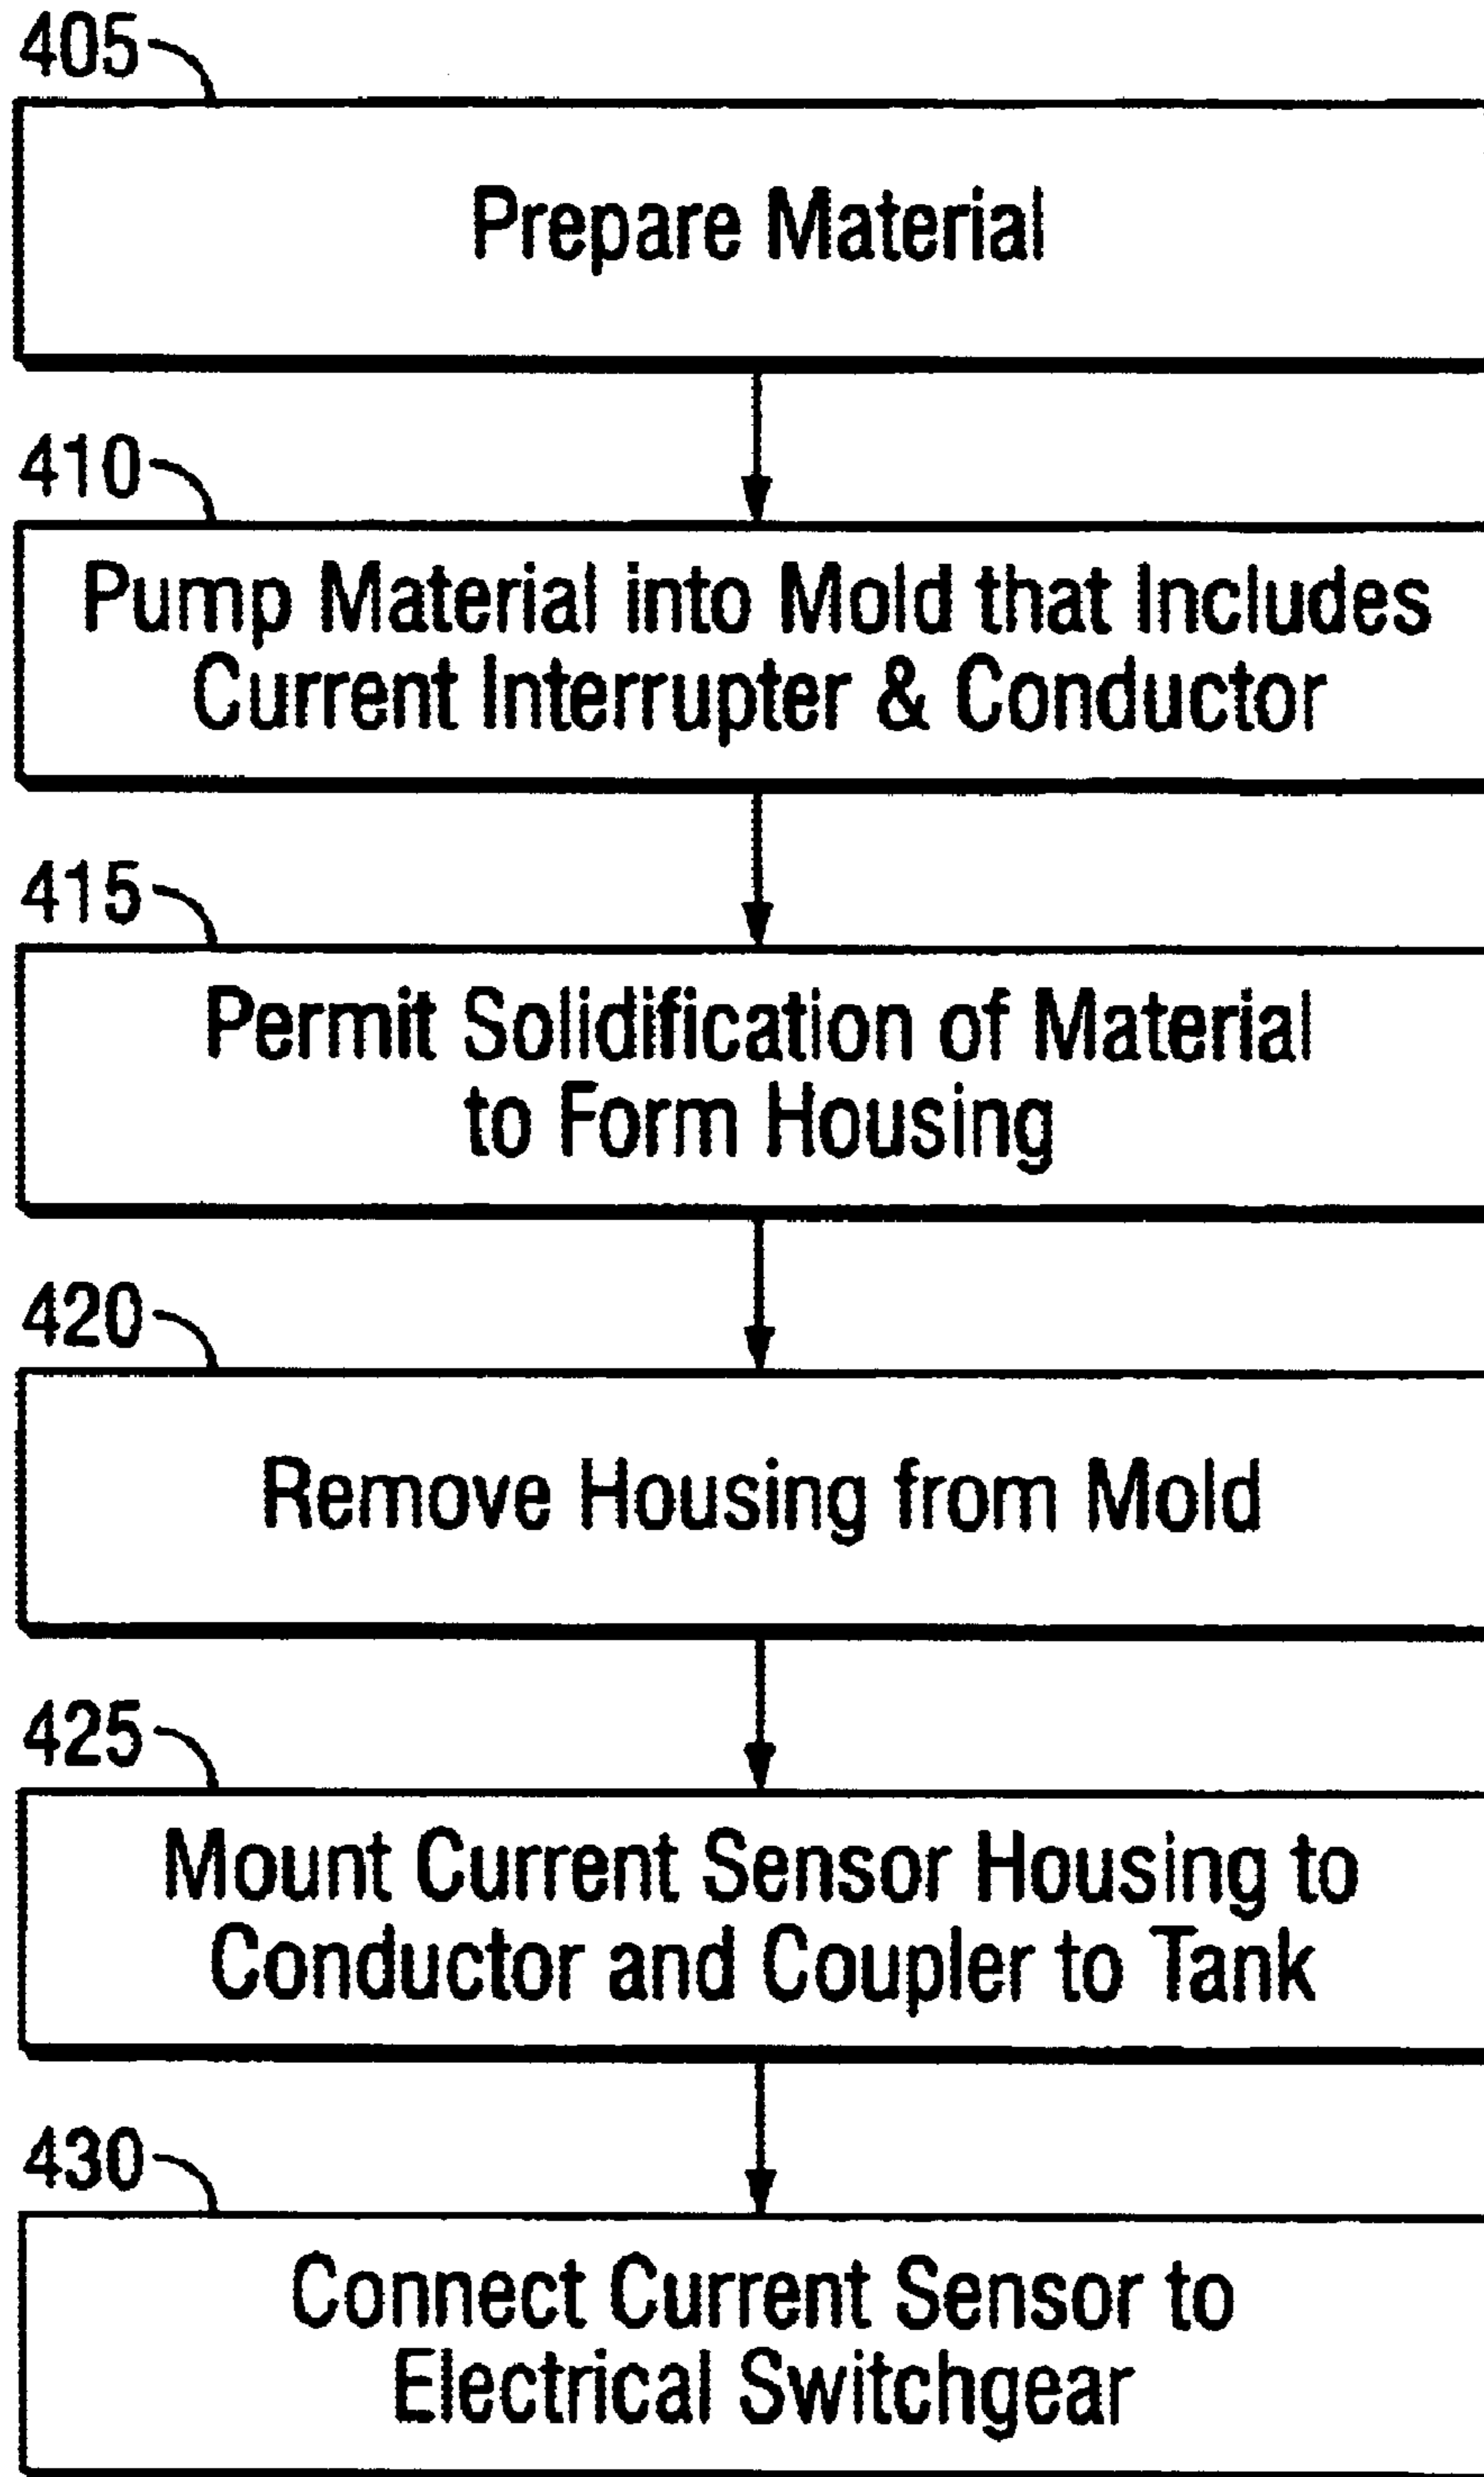 405
Prepare Material
410
Pump Material into Mold that Includes
Current Interrupter & Conductor
415
Permit Solidification of Material
to Form Housing
420
Remove Housing from Mold
425
Mount Current Sensor Housing to
Conductor and Coupler to Tank
430
Connect Current Sensor to
Electrical Switchgear